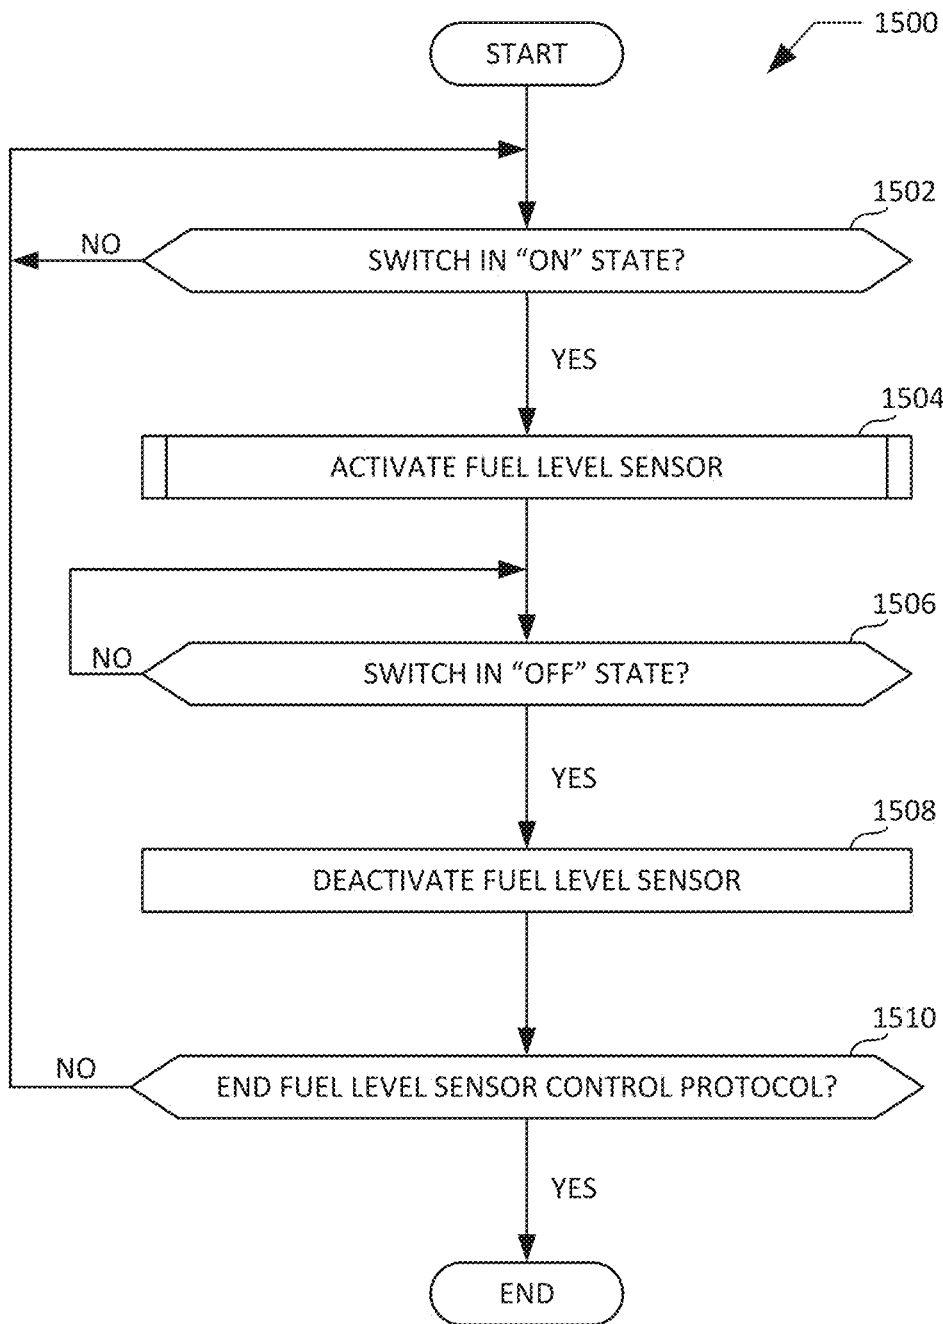 1500
START
1502
NO
SWITCH IN “ON” STATE?
YES
1504
ACTIVATE FUEL LEVEL SENSOR
1506
NO
SWITCH IN “OFF” STATE?
YES
1508
DEACTIVATE FUEL LEVEL SENSOR
1510
NO
END FUEL LEVEL SENSOR CONTROL PROTOCOL?
YES
END